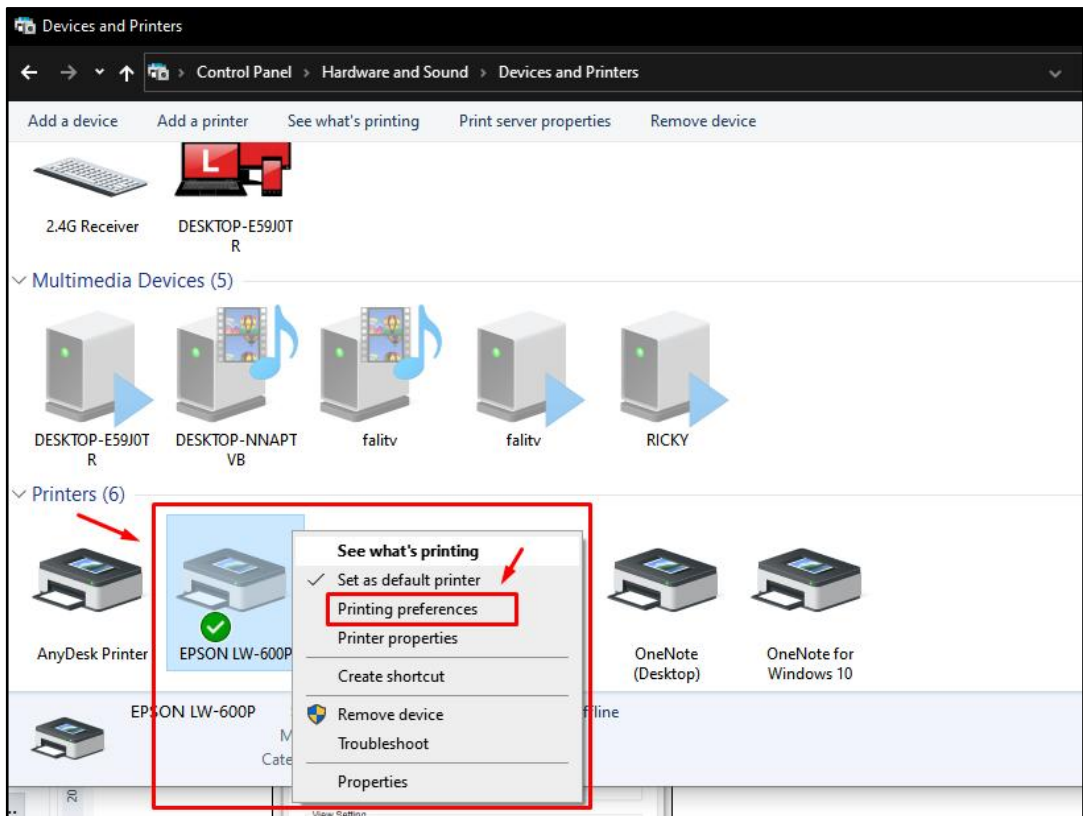 Devices and Printers
Control Panel > Hardware and Sound > Devices and Printers
Add a device Add a printer See what's printing Print server properties Remove device
L
2.4G Receiver DESKTOP-E59J0T
R
Multimedia Devices (5)
DESKTOP-E59J0T DESKTOP-NNAPT falitv falitv RICKY
R VB
Printers (6)
See what's printing
Set as default printer
Printing preferences
Printer properties
Create shortcut
Remove device
Troubleshoot
Properties
AnyDesk Printer EPSON LW-600P OneNote OneNote for
(Desktop) Windows 10
EPSON LW-600P
20
View Setting